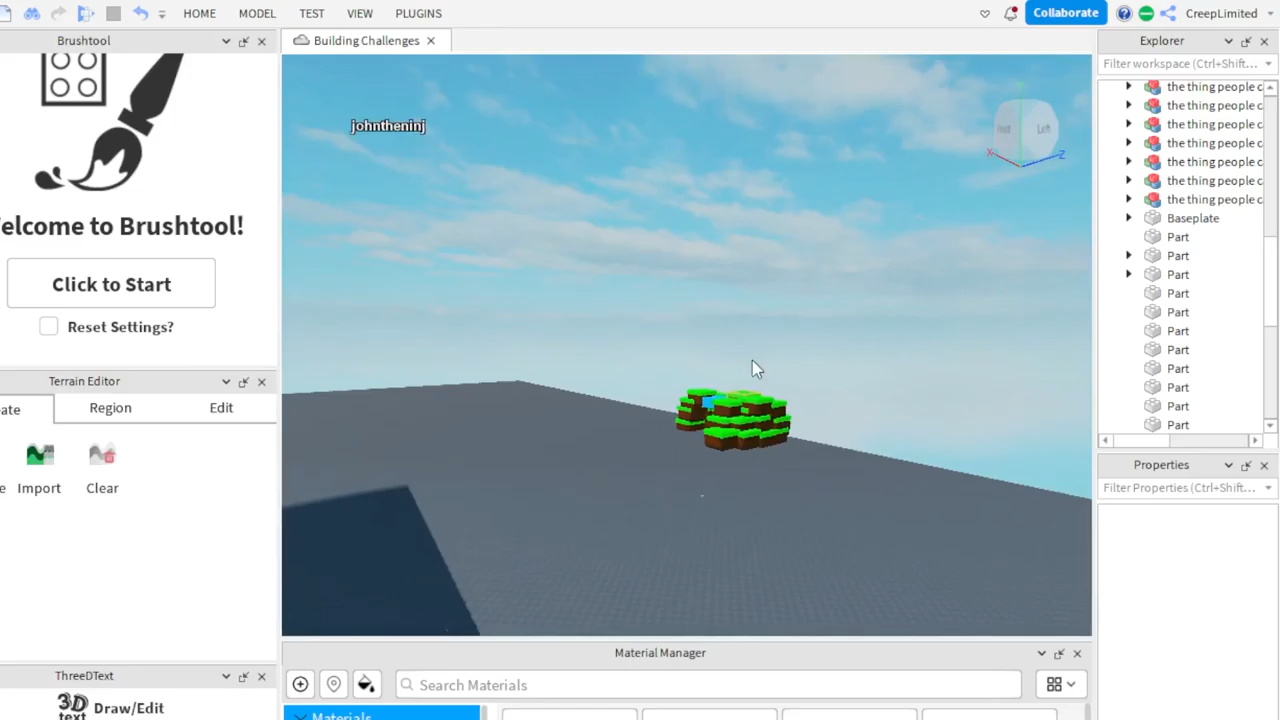 HOME
MODEL
TEST
VIEW
PLUGINS
Collaborate
CreepLimited
Brushtool
Building Challenges
Explorer
Filter workspace (Ctrl+Shift...
elcome to Brushtool!
Click to Start
Reset Settings?
Terrain Editor
eate
Region
Edit
e
Import
Clear
ThreeDText
3D
text
Draw/Edit
johntheninj
Left
X
Z
the thing people c
the thing people c
the thing people c
the thing people c
the thing people c
the thing people c
the thing people c
Baseplate
Part
Part
Part
Part
Part
Part
Part
Part
Part
Part
Part
Properties
Filter Properties (Ctrl+Shift...
Material Manager
Search Materials
Materials